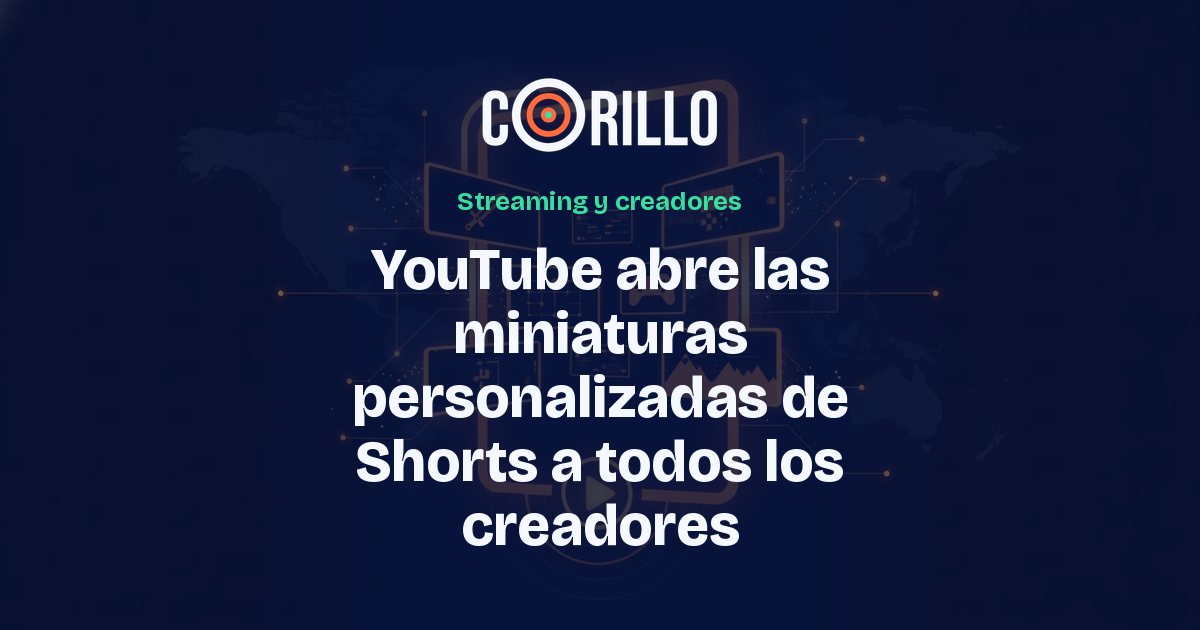 CORILLO
Streaming y creadores
YouTube abre las
miniaturas
personalizadas de
Shorts a todos los
creadores